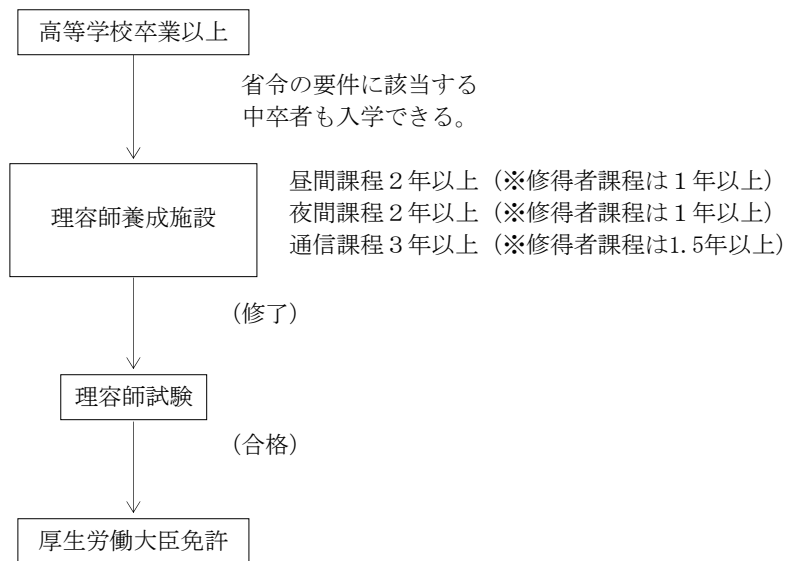 高等学校卒業以上
省令の要件に該当する
中卒者も入学できる。
理容師養成施設
昼間課程２年以上（※修得者課程は１年以上）
夜間課程２年以上（※修得者課程は１年以上）
通信課程３年以上（※修得者課程は1.5年以上）
（修了）
理容師試験
（合格）
厚生労働大臣免許